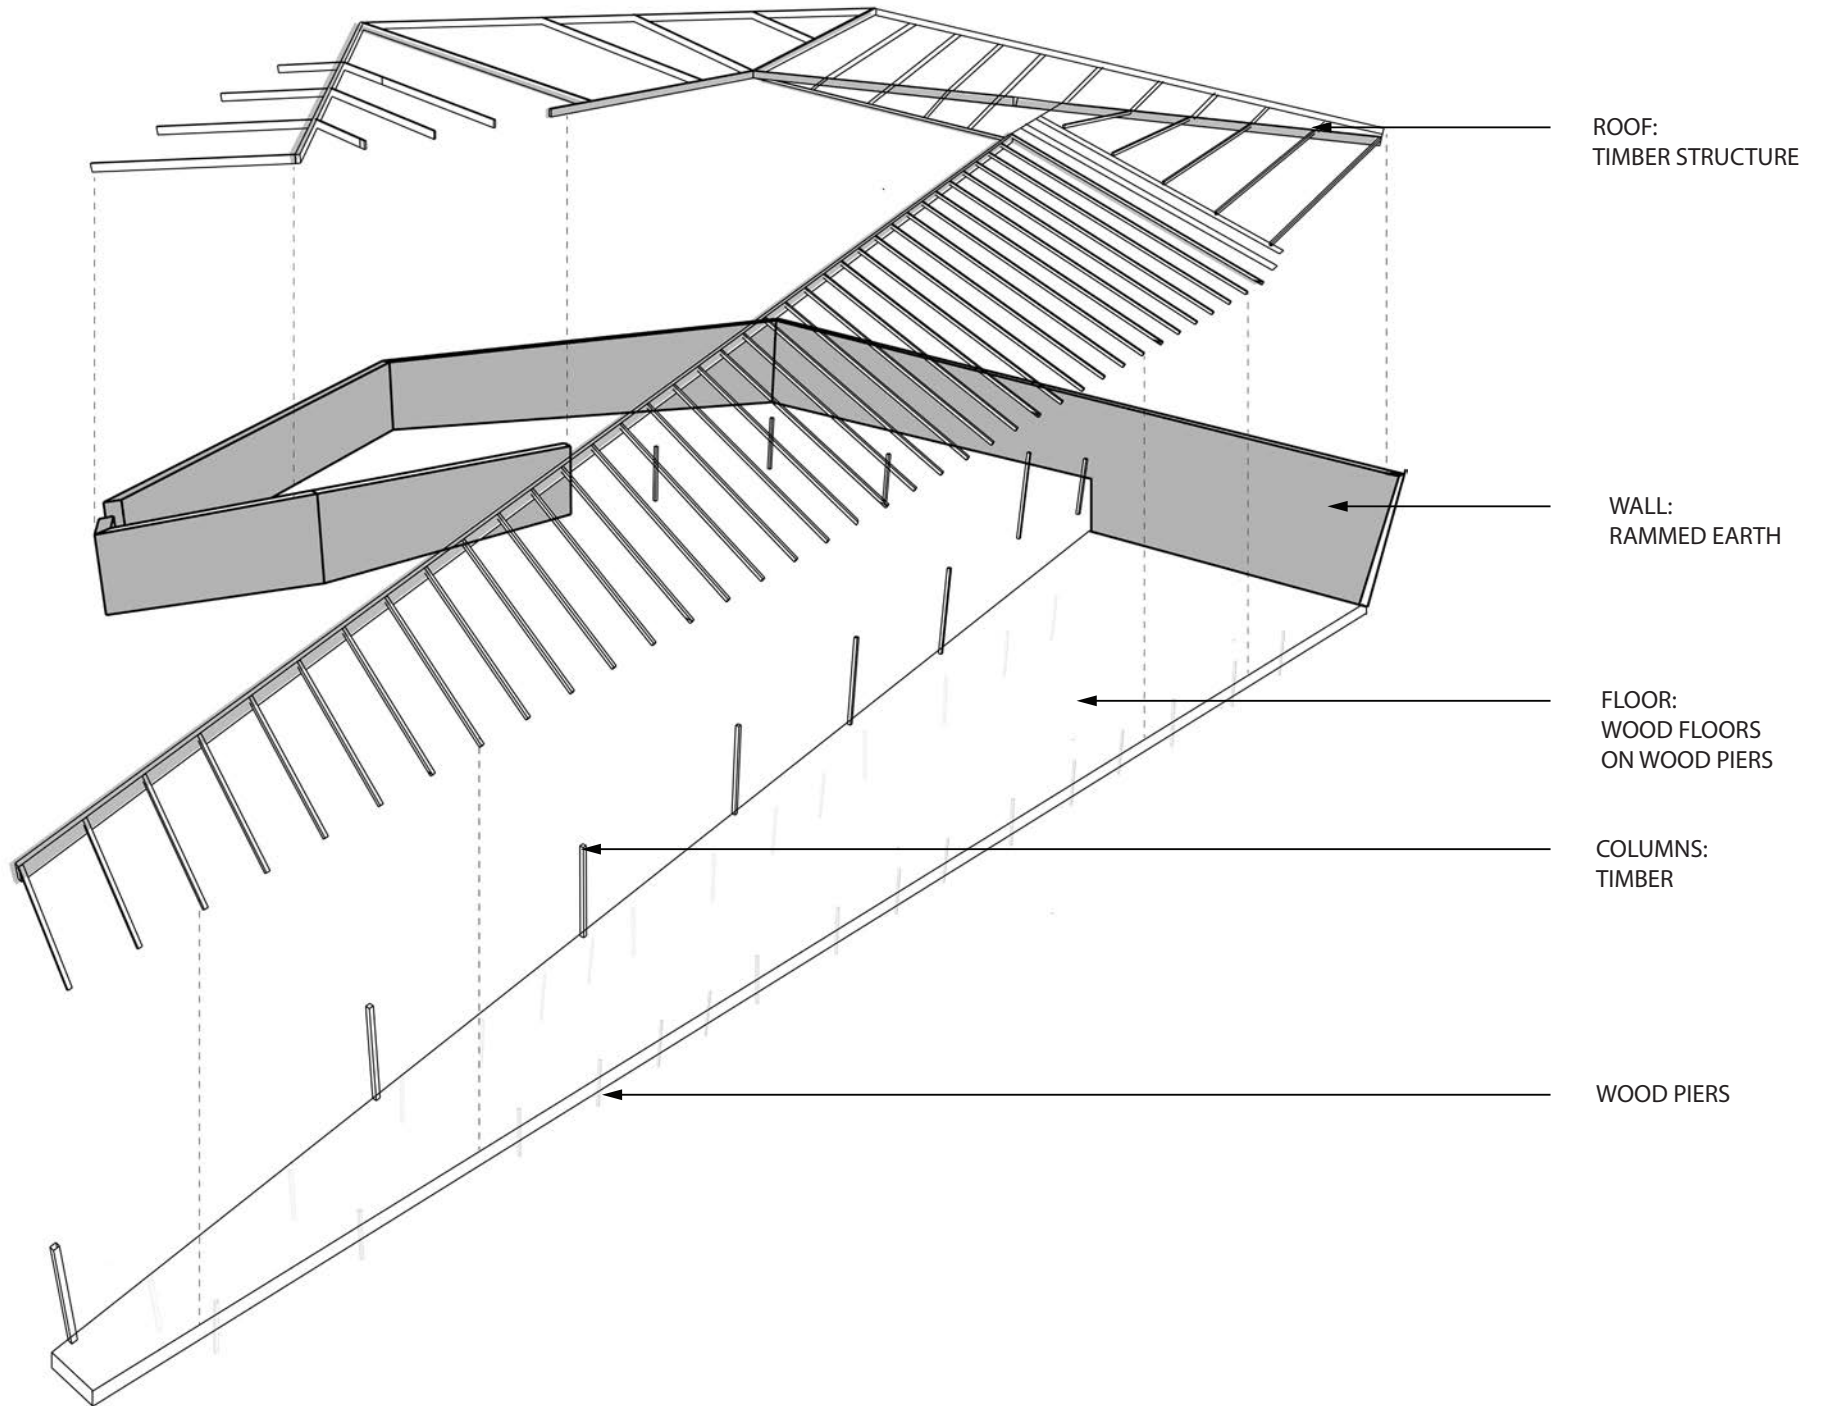 ROOF:
TIMBER STRUCTURE
WALL:
RAMMED EARTH
FLOOR:
WOOD FLOORS
ON WOOD PIERS
COLUMNS:
TIMBER
WOOD PIERS